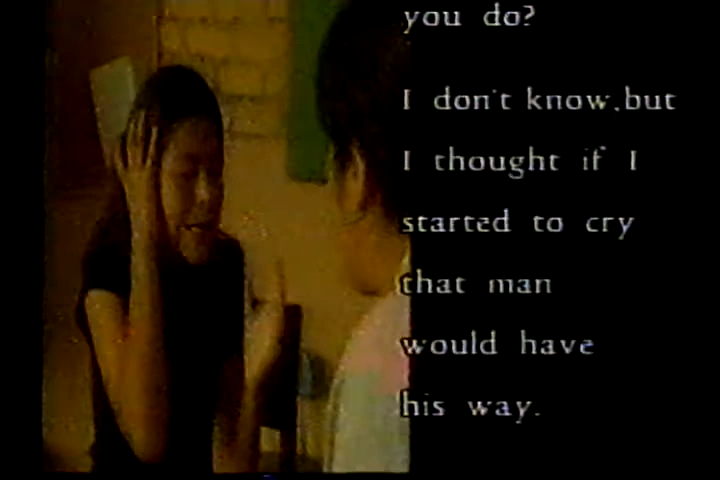 you do?
I don't know,but
I thought if I
started to cry
that man
would have
his way.